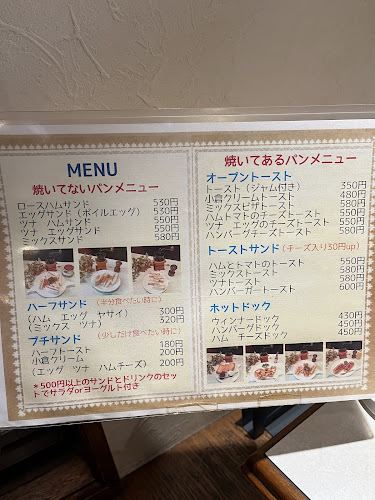 MENU
焼いてないパンメニュー
ロースハムサンド 530円
エッグサンド（ボイルエッグ） 530円
ツナ ハムサンド 550円
ツナ エッグサンド 550円
ミックスサンド 580円
ハーフサンド （半分食べたい時に）
（ハム エッグ ヤサイ） 300円
（ミックス ツナ） 320円
プチサンド （少しだけ食べたい時に）
ハーフトースト 180円
小倉クリーム 200円
（エッグ ツナ ハムチーズ） 200円
＊500円以上のサンドとドリンクのセッ
トでサラダorヨーグルト付き
焼いてあるパンメニュー
オープントースト
トースト（ジャム付き） 350円
小倉クリームトースト 480円
ミックスピザトースト 580円
ハムトマトのチーズトースト 550円
ツナ エッグのチーズトースト 550円
ハンバーグチーズトースト 580円
トーストサンド （チーズ入り30円up）
ハムとトマトのトースト 550円
ミックストースト 580円
ツナトースト 580円
ハンバーガートースト 600円
ホットドック
ウインナードック 430円
ハンバーグドック 450円
ハム チーズドック 450円